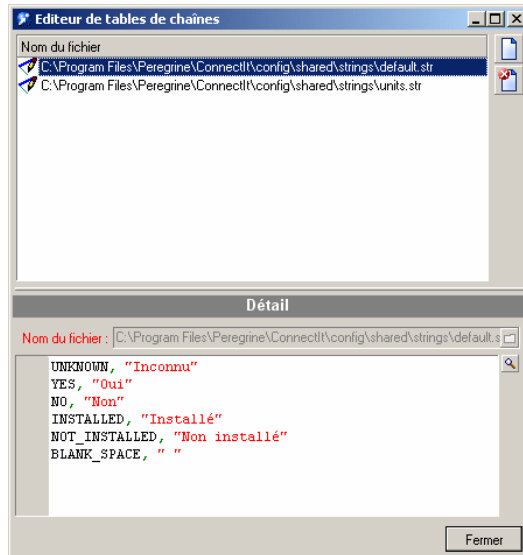 Editeur de tables de chaînes
Nom du fichier
C:\Program Files\Peregrine\ConnectIt\config\shared\strings\default.str
C:\Program Files\Peregrine\ConnectIt\config\shared\strings\units.str
Détail
Nom du fichier : C:\Program Files\Peregrine\ConnectIt\config\shared\strings\default.s
UNKNOWN, "Inconnu"
YES, "Oui"
NO, "Non"
INSTALLED, "Installé"
NOT_INSTALLED, "Non installé"
BLANK_SPACE, " "
Fermer